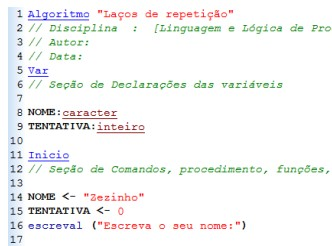 1 Algoritmo "Laços de repetição"
2 // Disciplina : [Linguagem e Lógica de Pro
3 // Autor:
4 // Data:
5 Var
6 // Seção de Declarações das variáveis
7
8 NOME:caracter
9 TENTATIVA:inteiro
10
11 Inicio
12 // Seção de Comandos, procedimento, funções,
13
14 NOME <- "Zezinho"
15 TENTATIVA <- 0
16 escreval ("Escreva o seu nome:")
17